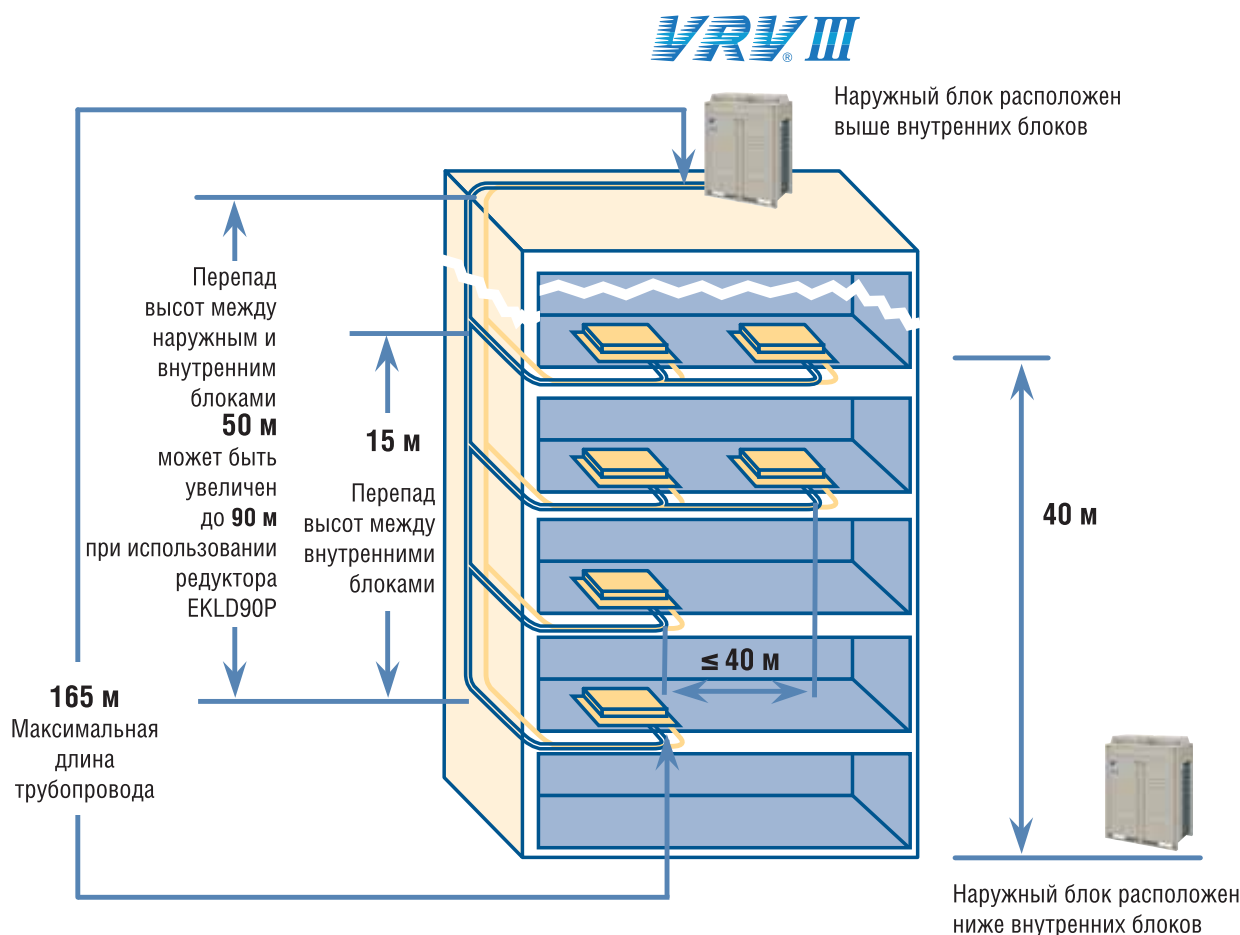 VRV® III
Наружный блок расположен
выше внутренних блоков
Перепад
высот между
наружным и
внутренним
блоками
50 м
может быть
увеличен
до 90 м
при использовании
редуктора
EKLD90P
15 м
Перепад
высот между
внутренними
блоками
40 м
≤ 40 м
165 м
Максимальная
длина
трубопровода
Наружный блок расположен
ниже внутренних блоков